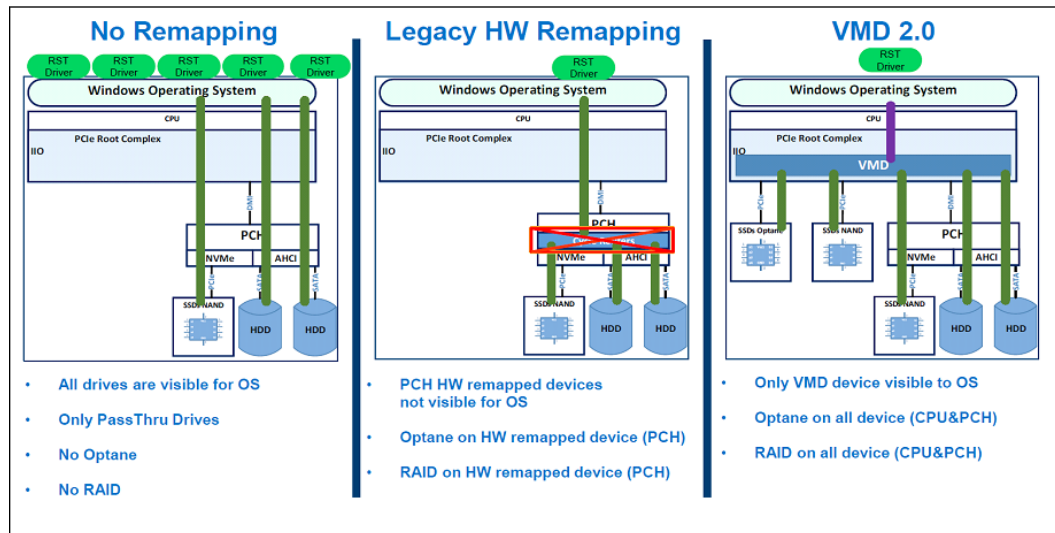 No Remapping
RST
Driver
RST
Driver
RST
Driver
RST
Driver
RST
Driver
Windows Operating System
CPU
PCIe Root Complex
IIO
DMI
PCH
NVMe
AHCI
PCIe
SATA
SATA
SSDs NAND
HDD
HDD
• All drives are visible for OS
• Only PassThru Drives
• No Optane
• No RAID
Legacy HW Remapping
RST
Driver
Windows Operating System
CPU
PCIe Root Complex
IIO
DMI
PCH
NVMe
AHCI
PCIe
SATA
SATA
SSDs NAND
HDD
HDD
• PCH HW remapped devices
not visible for OS
• Optane on HW remapped device (PCH)
• RAID on HW remapped device (PCH)
VMD 2.0
RST
Driver
Windows Operating System
CPU
PCIe Root Complex
IIO
VMD
PCIe
PCIe
DMI
SSDs Optane
SSDs NAND
PCH
NVMe
AHCI
PCIe
SATA
SATA
SSDs NAND
HDD
HDD
• Only VMD device visible to OS
• Optane on all device (CPU&PCH)
• RAID on all device (CPU&PCH)